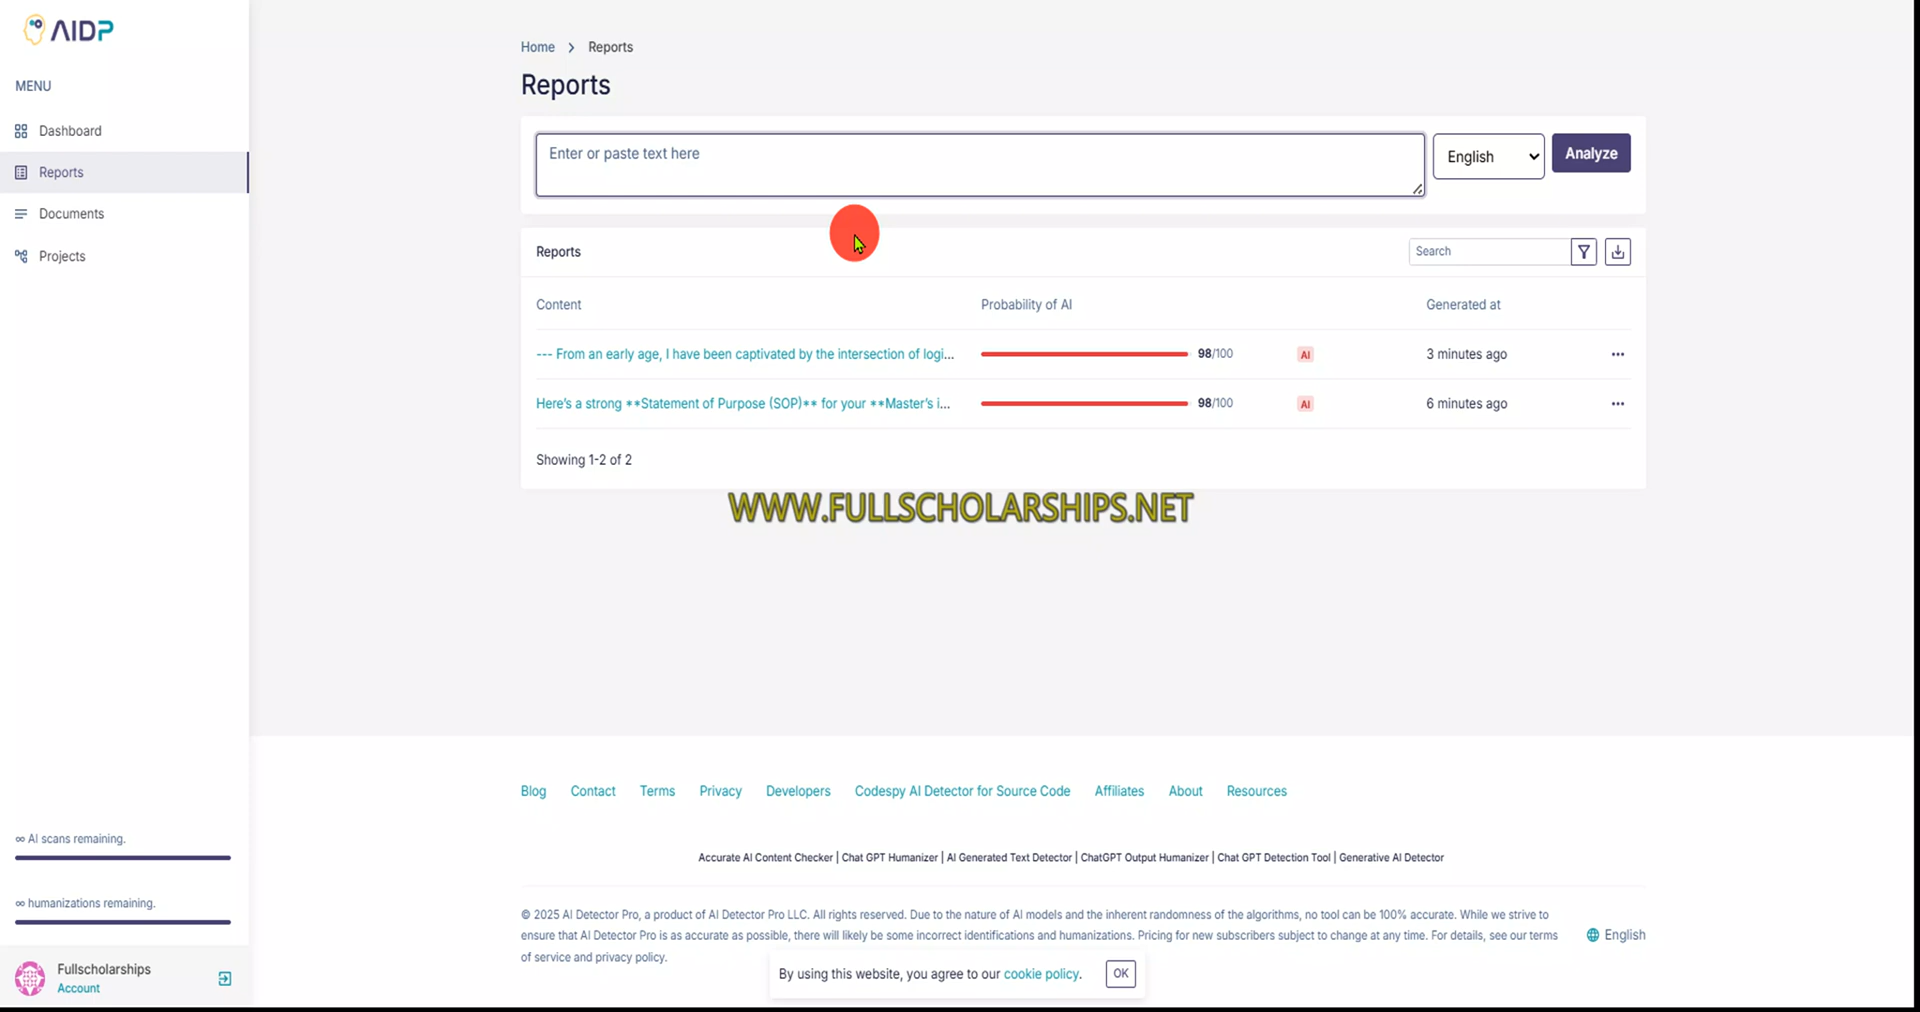 AIDP
MENU
Dashboard
Reports
Documents
Projects
∞ AI scans remaining.
∞ humanizations remaining.
Fullscholarships
Account
Home > Reports
Reports
Enter or paste text here
English
Analyze
Reports
Search
Content Probability of AI Generated at
--- From an early age, I have been captivated by the intersection of logi... 98/100 AI 3 minutes ago ...
Here's a strong **Statement of Purpose (SOP)** for your **Master's i... 98/100 AI 6 minutes ago ...
Showing 1-2 of 2
WWW.FULLSCHOLARSHIPS.NET
Blog Contact Terms Privacy Developers Codespy AI Detector for Source Code Affiliates About Resources
Accurate AI Content Checker | Chat GPT Humanizer | AI Generated Text Detector | ChatGPT Output Humanizer | Chat GPT Detection Tool | Generative AI Detector
© 2025 AI Detector Pro, a product of AI Detector Pro LLC. All rights reserved. Due to the nature of AI models and the inherent randomness of the algorithms, no tool can be 100% accurate. While we strive to
ensure that AI Detector Pro is as accurate as possible, there will likely be some incorrect identifications and humanizations. Pricing for new subscribers subject to change at any time. For details, see our terms
of service and privacy policy.
English
By using this website, you agree to our cookie policy.
OK